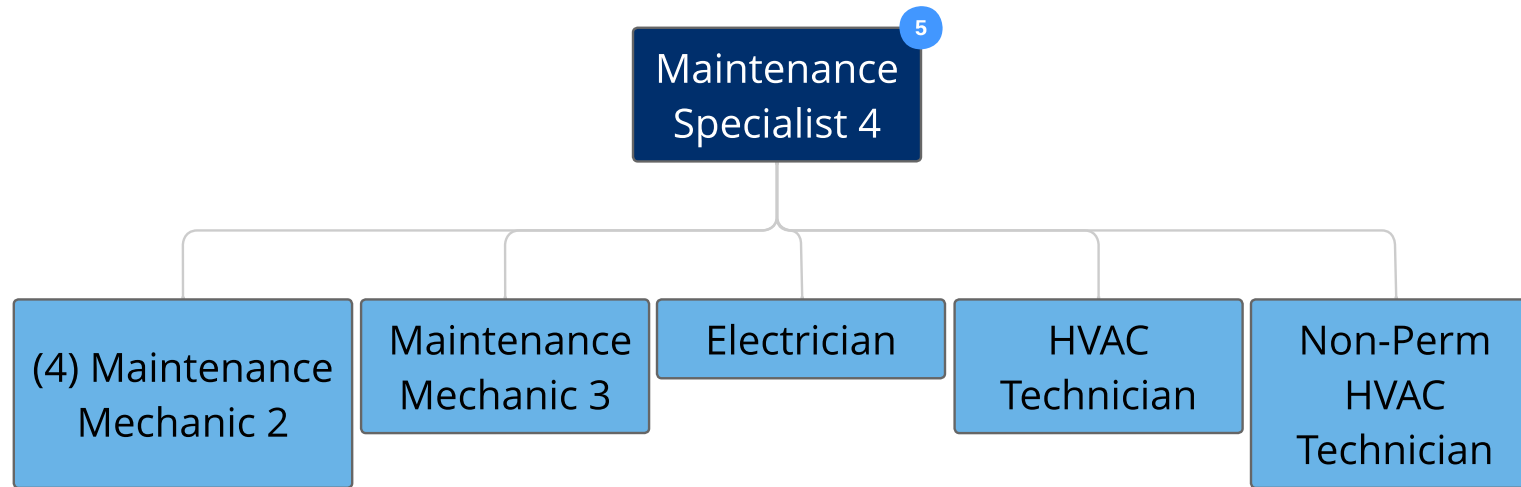 5
Maintenance
Specialist 4
(4) Maintenance
Mechanic 2
Maintenance
Mechanic 3
Electrician
HVAC
Technician
Non-Perm
HVAC
Technician